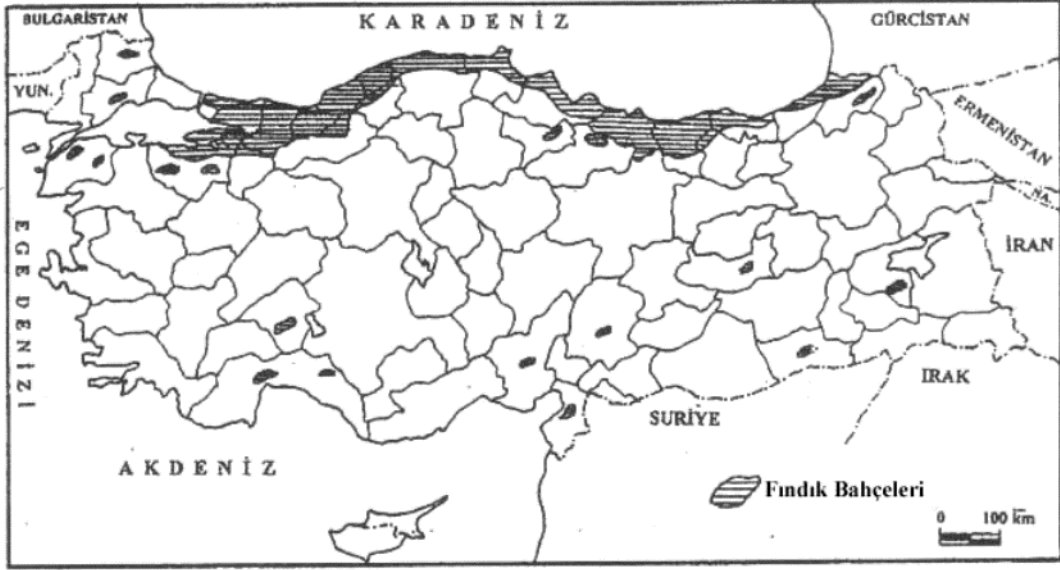 BULGARİSTAN
KARADENİZ
GÜRCİSTAN
YUN.
ERMENİSTAN
NA.
İRAN
EGE DENİZİ
IRAK
SURİYE
AKDENİZ
Fındık Bahçeleri
0 100 km